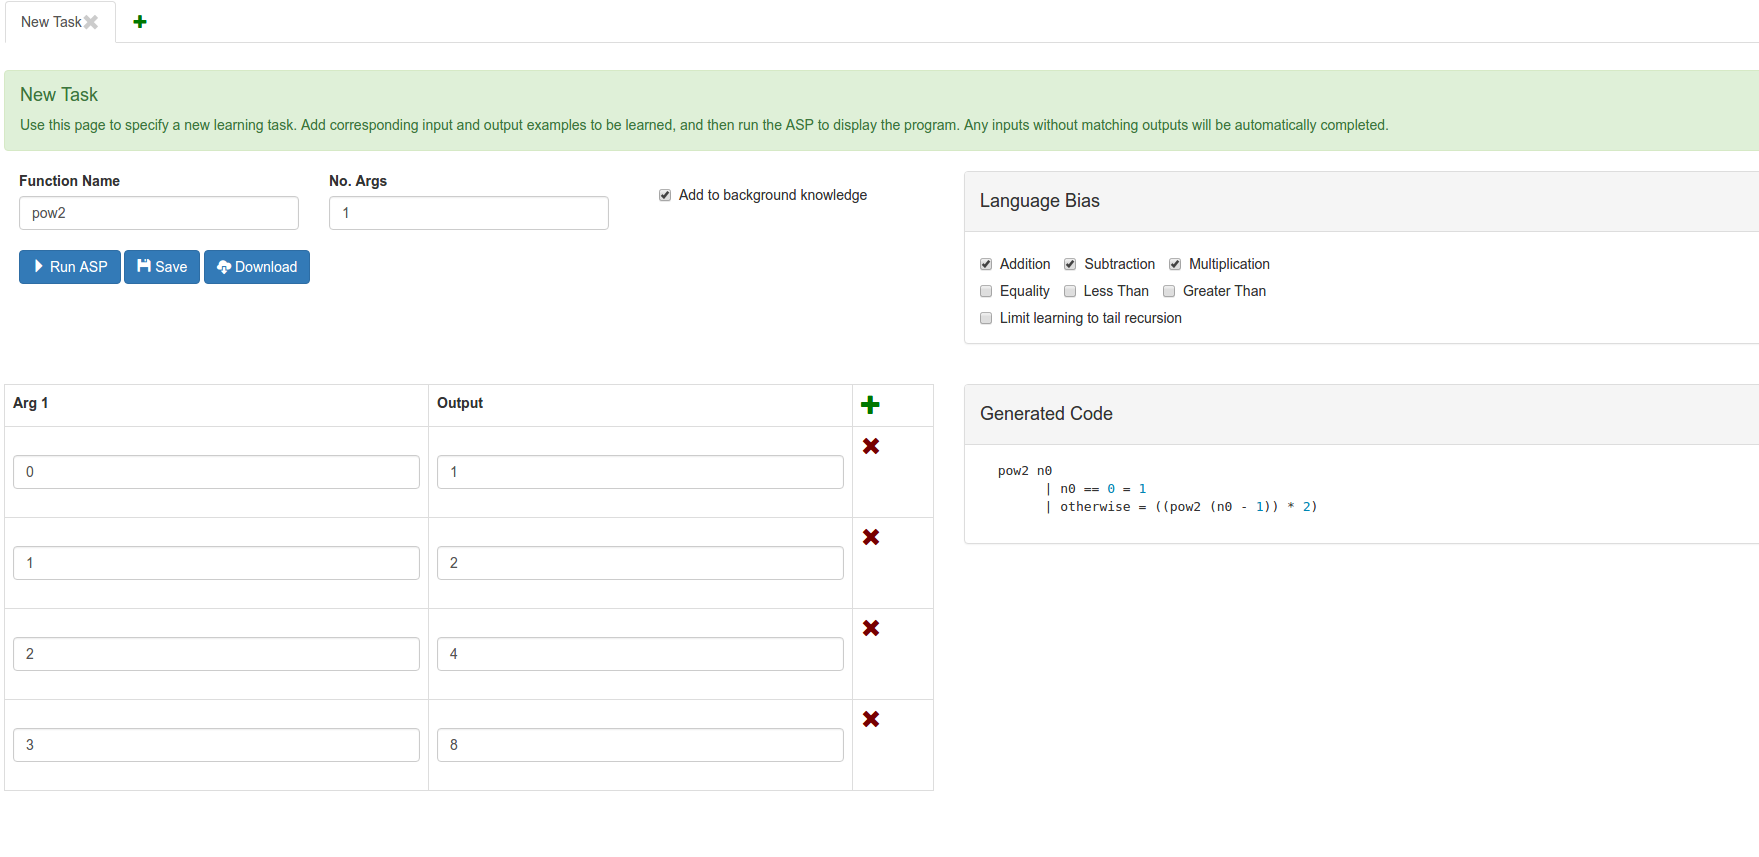 New Task
New Task
Use this page to specify a new learning task. Add corresponding input and output examples to be learned, and then run the ASP to display the program. Any inputs without matching outputs will be automatically completed.
Function Name
No. Args
Add to background knowledge
pow2
1
Run ASP
Save
Download
Language Bias
Addition Subtraction Multiplication
Equality Less Than Greater Than
Limit learning to tail recursion
Arg 1 Output
0 1
1 2
2 4
3 8
Generated Code
pow2 n0
| n0 == 0 = 1
| otherwise = ((pow2 (n0 - 1)) * 2)